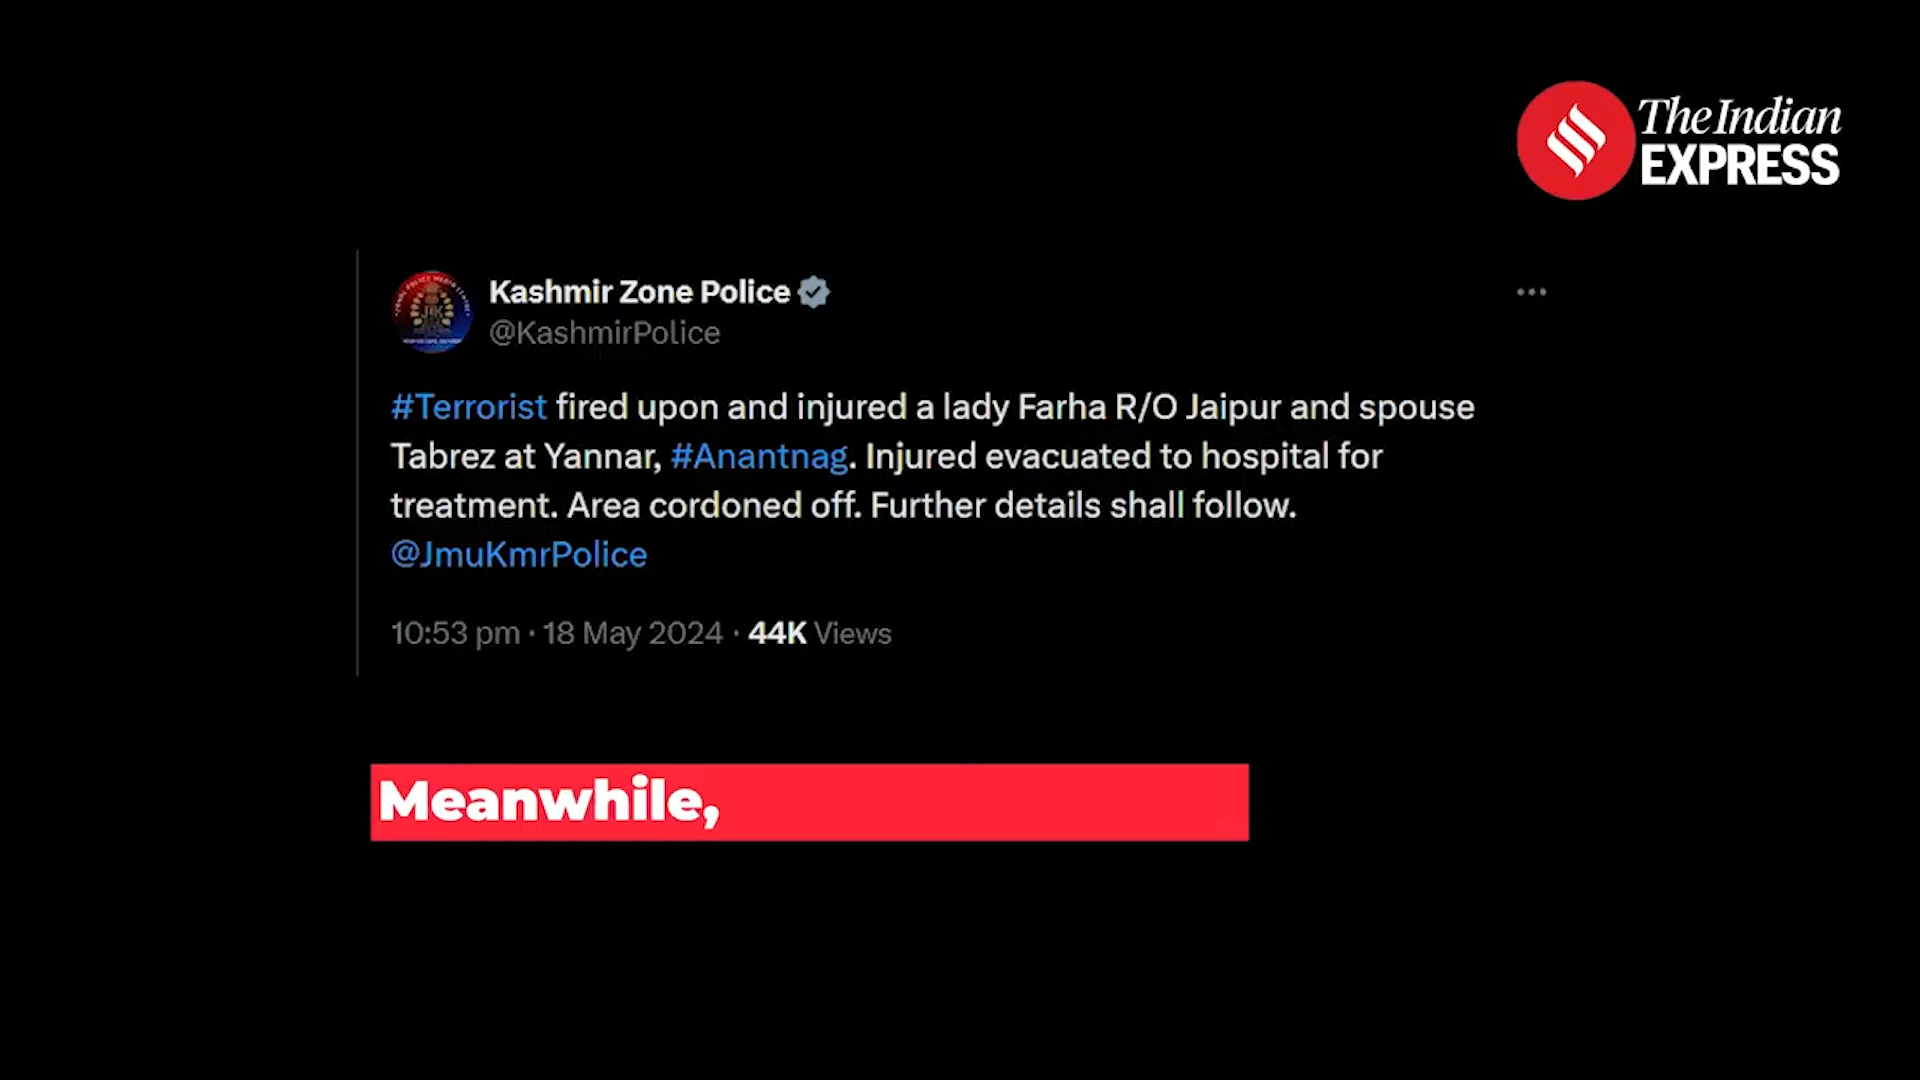 The Indian
EXPRESS
Kashmir Zone Police
@KashmirPolice
#Terrorist fired upon and injured a lady Farha R/O Jaipur and spouse
Tabrez at Yannar, #Anantnag. Injured evacuated to hospital for
treatment. Area cordoned off. Further details shall follow.
@JmuKmrPolice
10:53 pm · 18 May 2024 · 44K Views
Meanwhile,